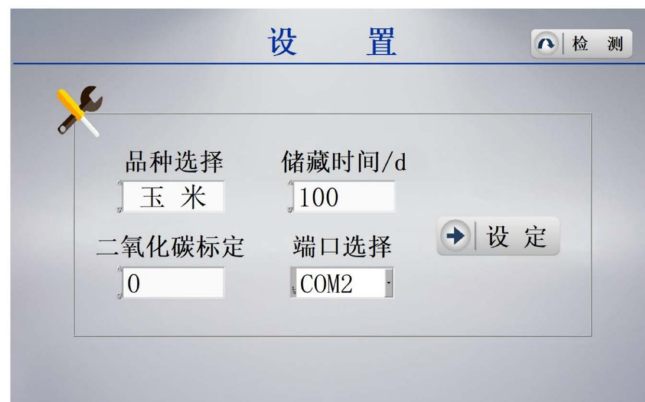 设 置
检 测
品种选择 储藏时间/d
玉 米 100
二氧化碳标定 端口选择
0 COM2
设 定